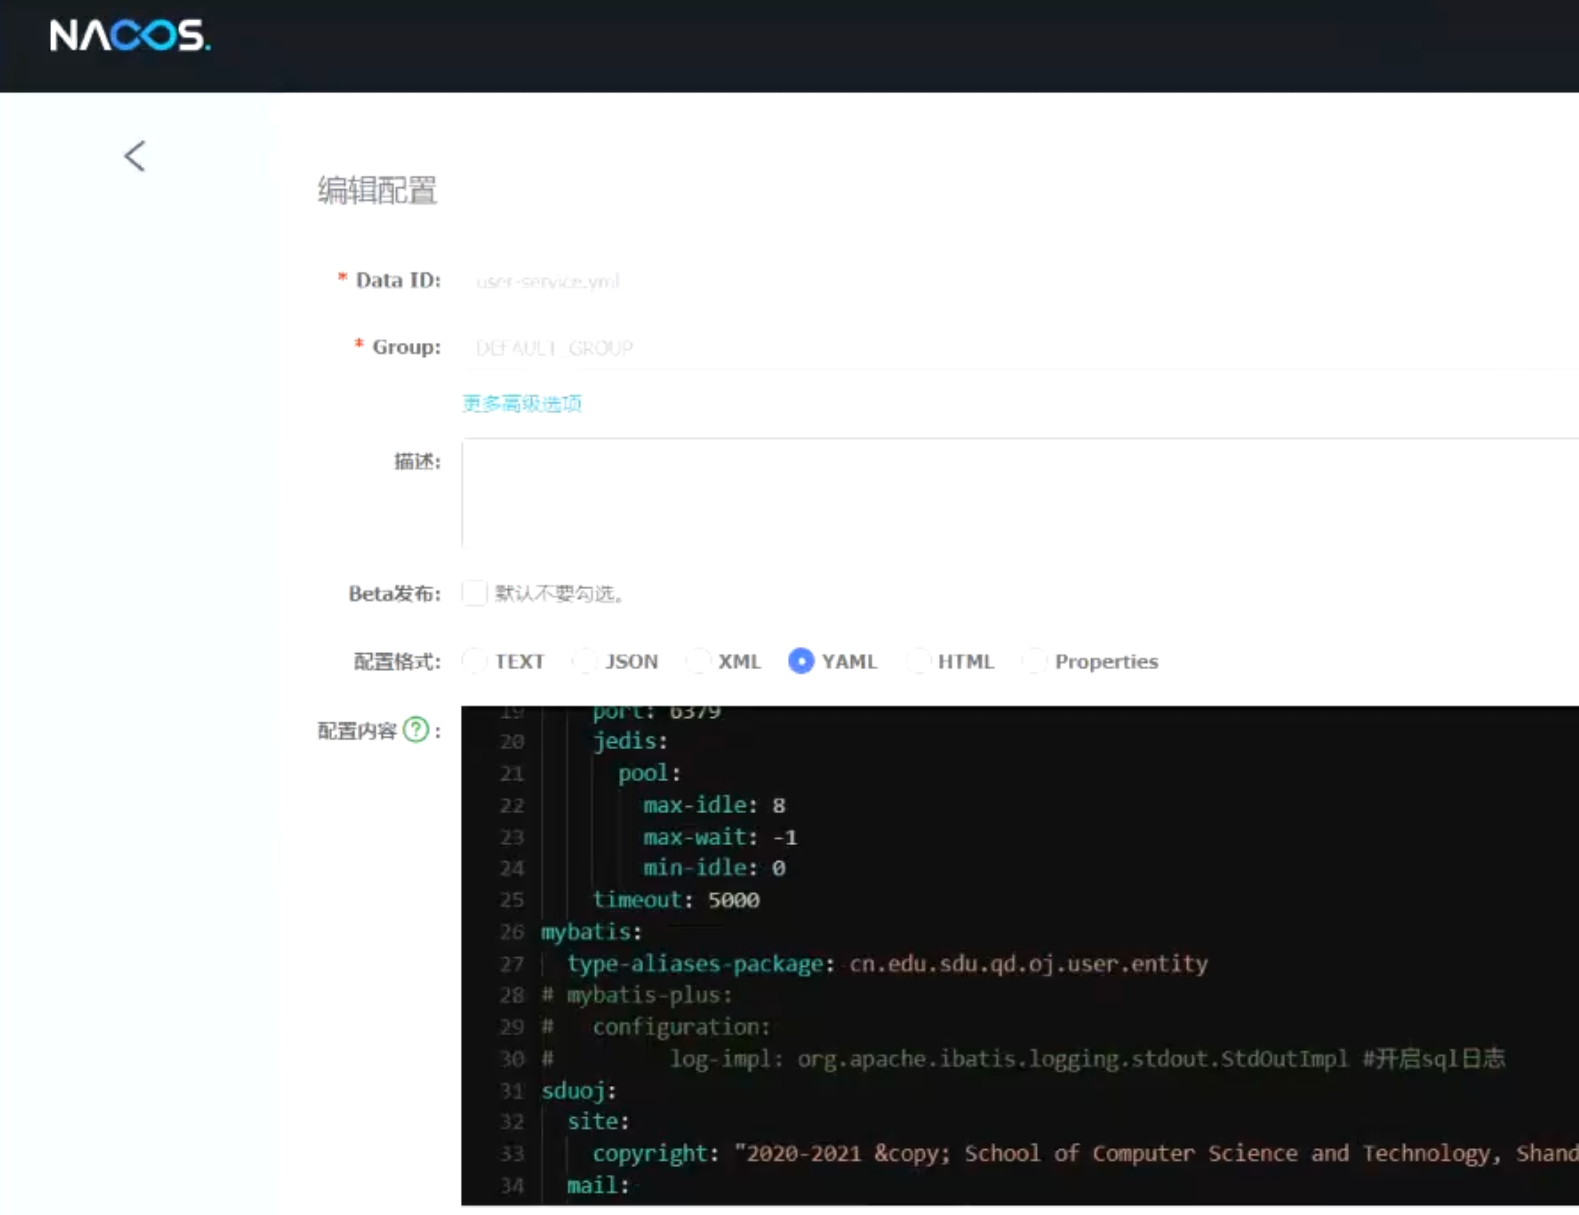 NACOS.
编辑配置
* Data ID: user-service.yml
* Group: DEFAULT_GROUP
更多高级选项
描述:
Beta发布: 默认不要勾选。
配置格式: TEXT JSON XML YAML HTML Properties
配置内容 ? :
19 port: 6379
20 jedis:
21 pool:
22 max-idle: 8
23 max-wait: -1
24 min-idle: 0
25 timeout: 5000
26 mybatis:
27 type-aliases-package: cn.edu.sdu.qd.oj.user.entity
28 # mybatis-plus:
29 # configuration:
30 # log-impl: org.apache.ibatis.logging.stdout.StdOutImpl #开启sql日志
31 sduoj:
32 site:
33 copyright: "2020-2021 &copy; School of Computer Science and Technology, Shand
34 mail: